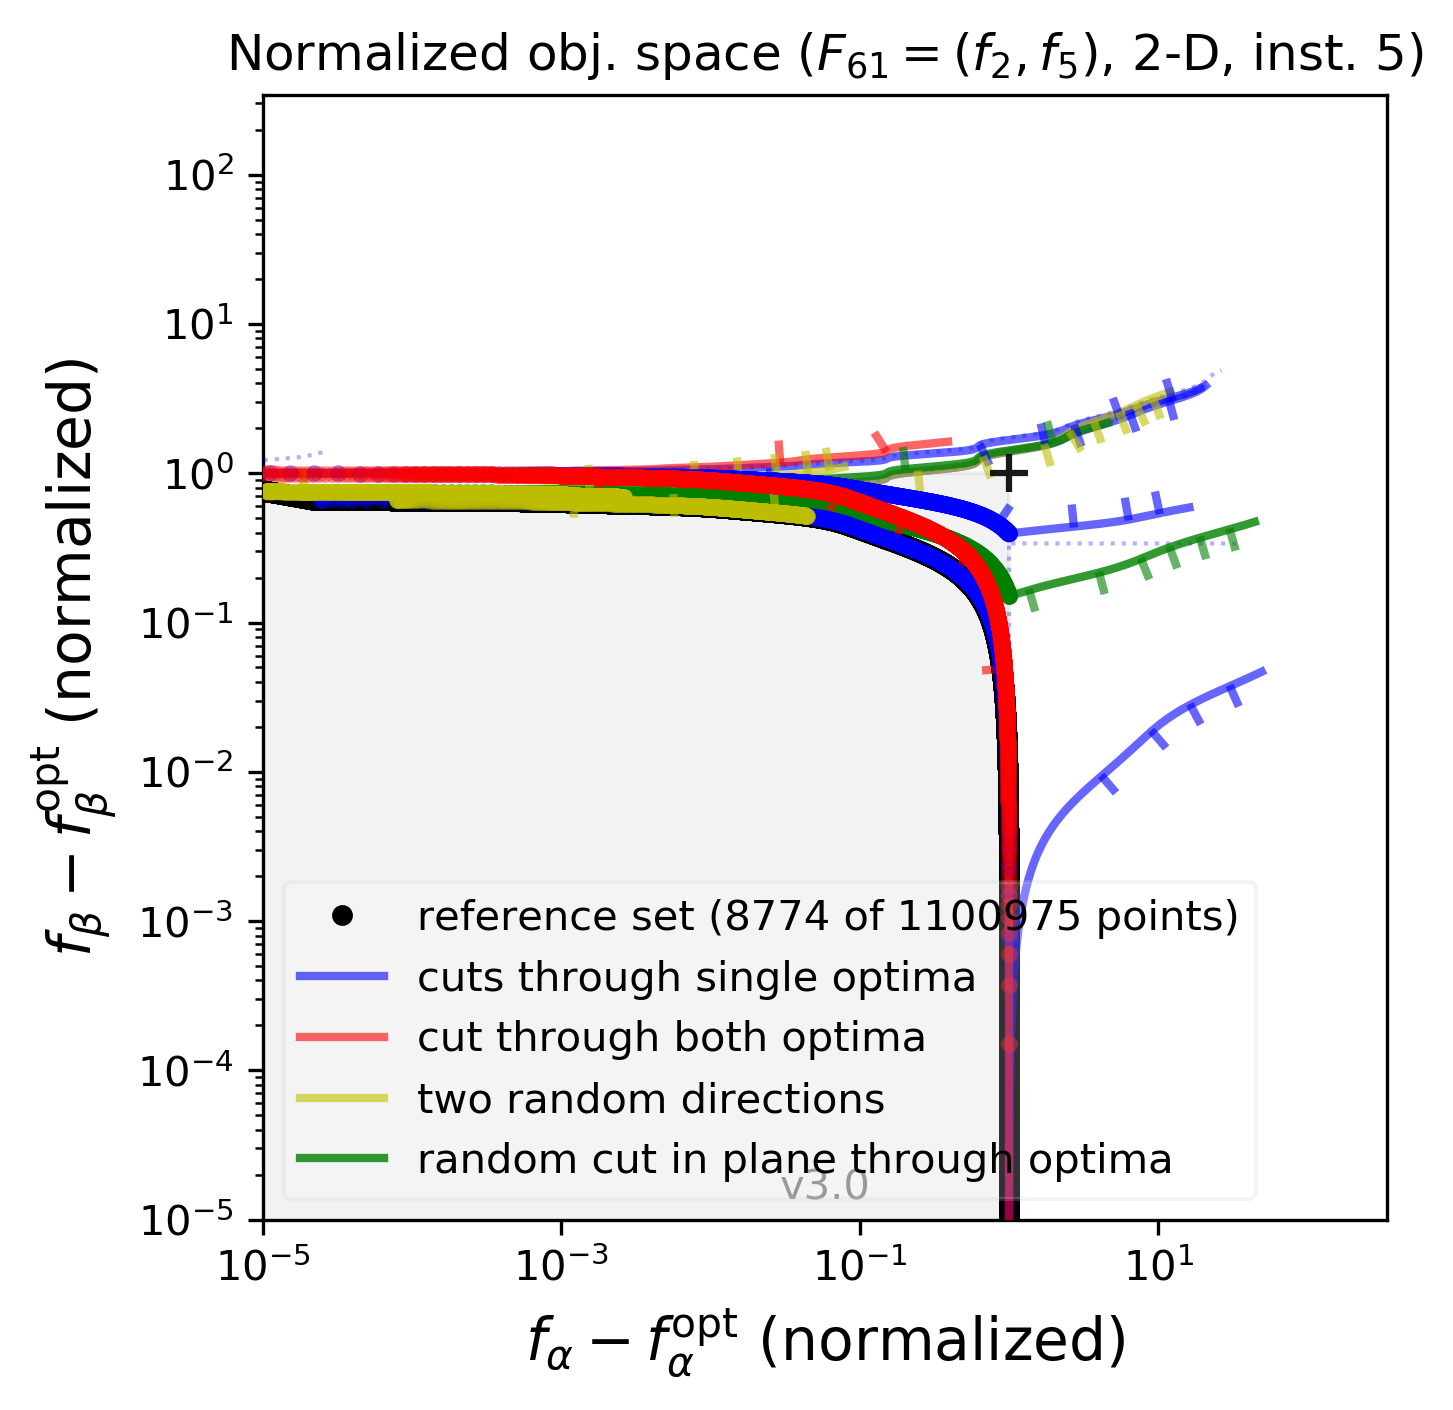 Normalized obj. space (F₆₁ = (f₂, f₅), 2-D, inst. 5)
f_β − f_β^opt (normalized)
10²
10¹
10⁰
10⁻¹
10⁻²
10⁻³
10⁻⁴
10⁻⁵
reference set (8774 of 1100975 points)
cuts through single optima
cut through both optima
two random directions
random cut in plane through optima
v3.0
10⁻⁵ 10⁻³ 10⁻¹ 10¹
f_α − f_α^opt (normalized)